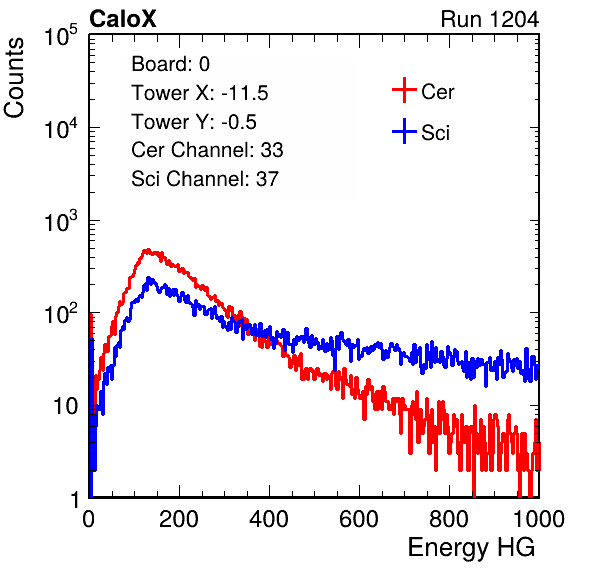 CaloX Run 1204
Counts
10^5
10^4
10^3
10^2
10
1
Board: 0
Tower X: -11.5
Tower Y: -0.5
Cer Channel: 33
Sci Channel: 37
Cer
Sci
0 200 400 600 800 1000
Energy HG